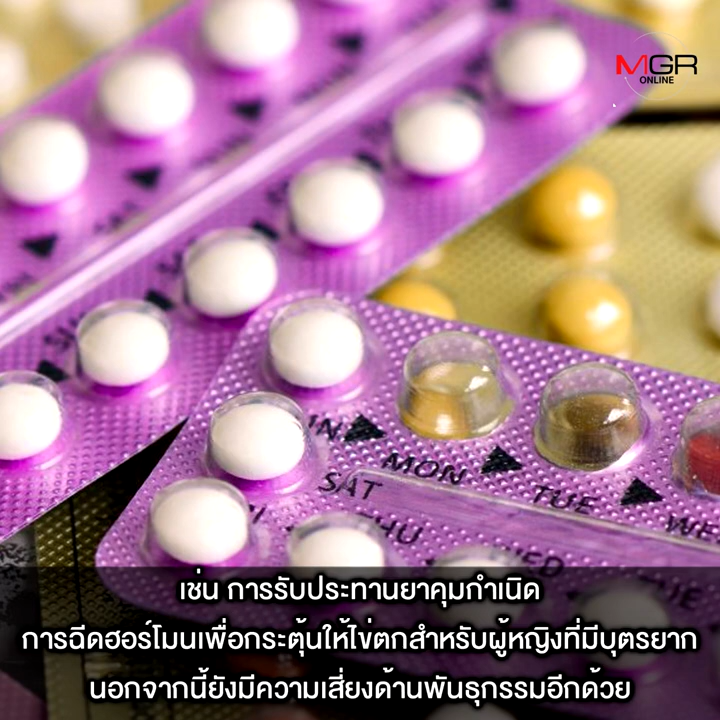 MGR
ONLINE
SUN
MON
TUE
SAT
THU
WED
เช่น การรับประทานยาคุมกำเนิด
การฉีดฮอร์โมนเพื่อกระตุ้นให้ไข่ตกสำหรับผู้หญิงที่มีบุตรยาก
นอกจากนี้ยังมีความเสี่ยงด้านพันธุกรรมอีกด้วย